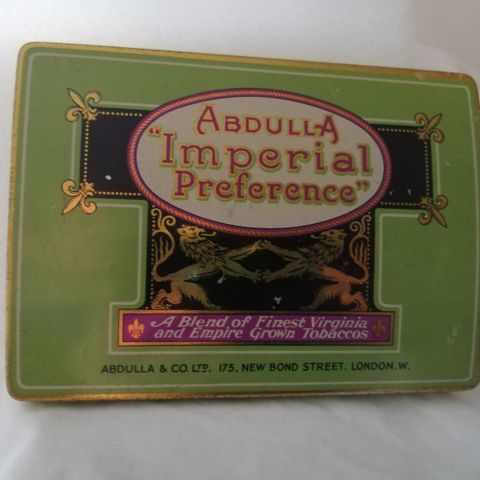 ABDULLA
"Imperial
Preference"
A Blend of Finest Virginia
and Empire Grown Tobaccos
ABDULLA & CO. LTD. 173, NEW BOND STREET. LONDON.W.